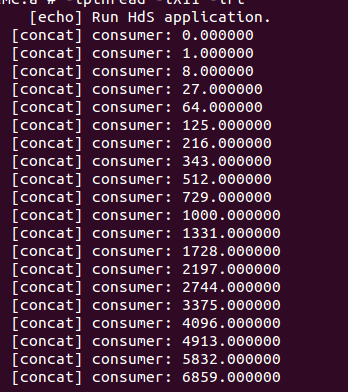 # -lpthread -lX11 -lrt
[echo] Run HdS application.
[concat] consumer: 0.000000
[concat] consumer: 1.000000
[concat] consumer: 8.000000
[concat] consumer: 27.000000
[concat] consumer: 64.000000
[concat] consumer: 125.000000
[concat] consumer: 216.000000
[concat] consumer: 343.000000
[concat] consumer: 512.000000
[concat] consumer: 729.000000
[concat] consumer: 1000.000000
[concat] consumer: 1331.000000
[concat] consumer: 1728.000000
[concat] consumer: 2197.000000
[concat] consumer: 2744.000000
[concat] consumer: 3375.000000
[concat] consumer: 4096.000000
[concat] consumer: 4913.000000
[concat] consumer: 5832.000000
[concat] consumer: 6859.000000